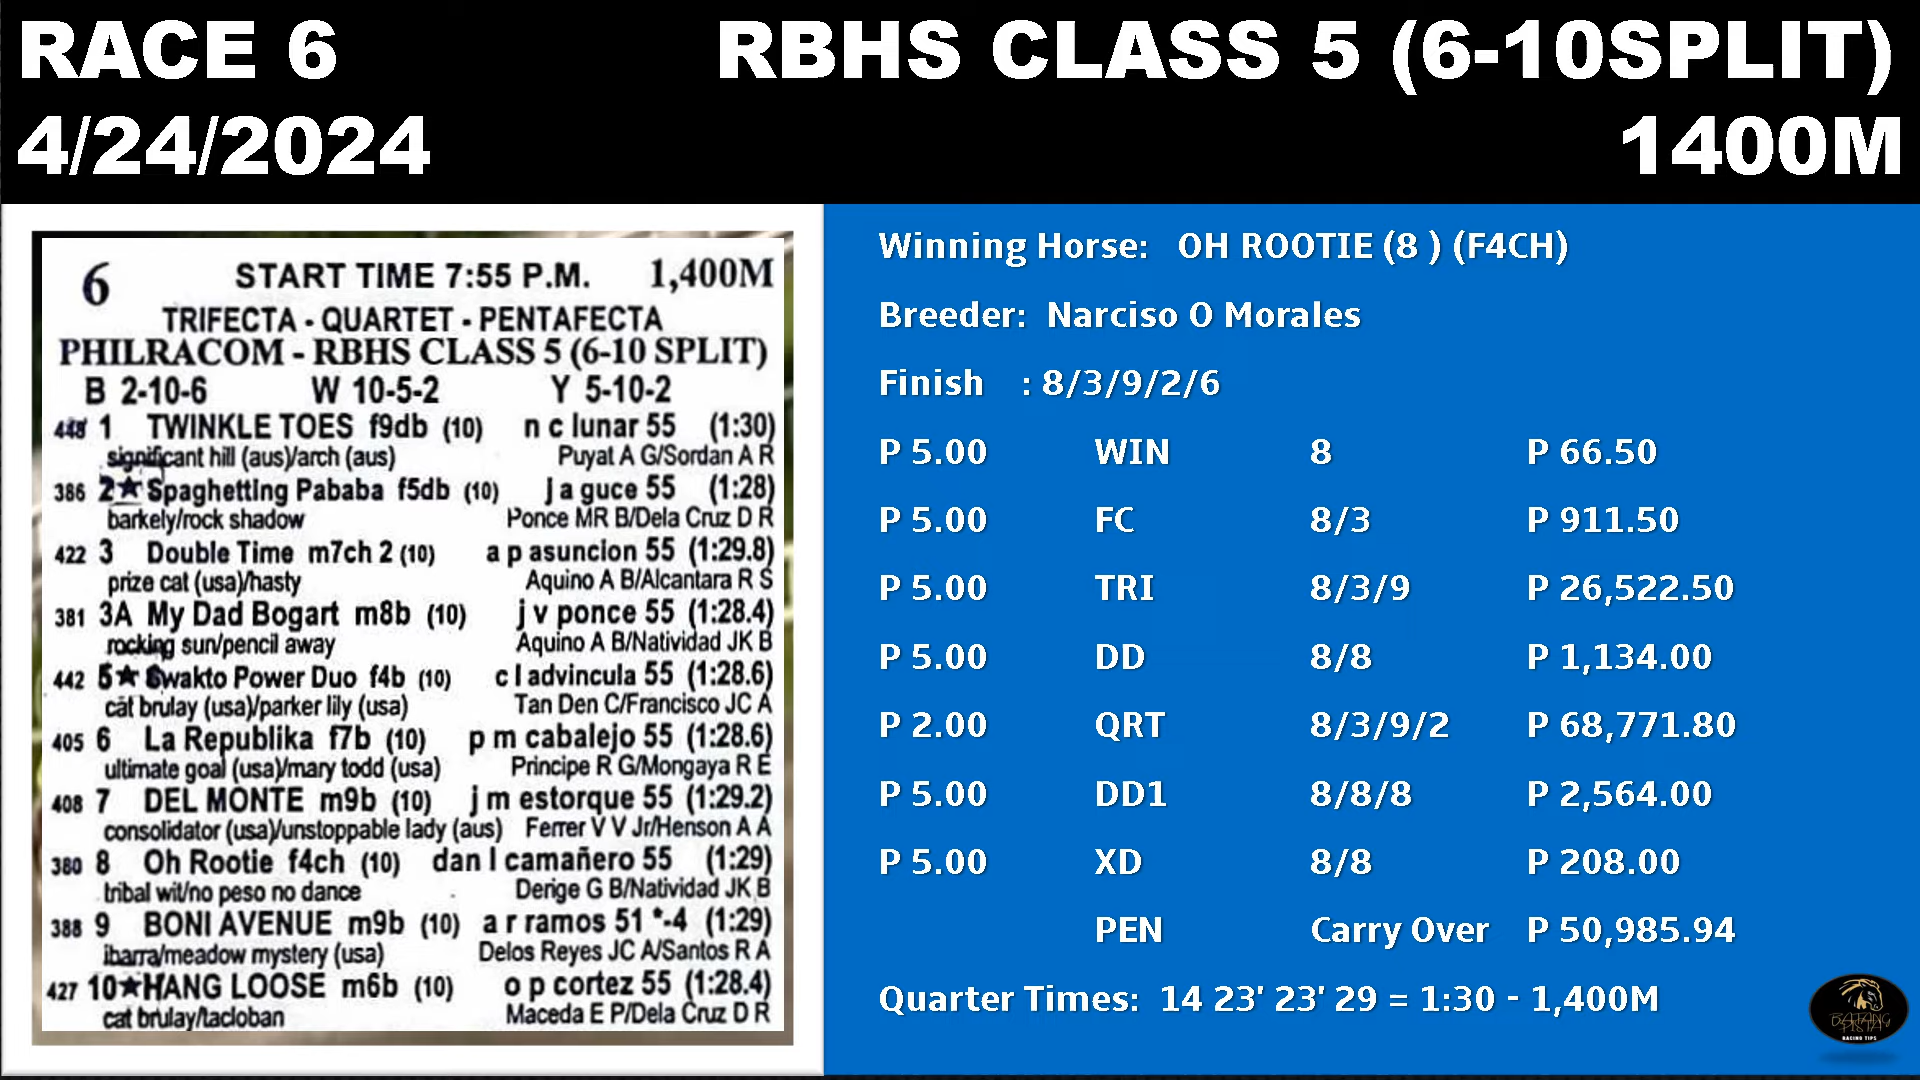 RACE 6
4/24/2024
RBHS CLASS 5 (6-10SPLIT)
1400M
6 START TIME 7:55 P.M. 1,400M
TRIFECTA - QUARTET - PENTAFECTA
PHILRACOM - RBHS CLASS 5 (6-10 SPLIT)
B 2-10-6 W 10-5-2 Y 5-10-2
448 1 TWINKLE TOES f9db (10) n c lunar 55 (1:30)
significant hill (aus)/arch (aus) Puyat A G/Sordan A R
386 2★ Spaghetting Pababa f5db (10) j a guce 55 (1:28)
barkely/rock shadow Ponce MR B/Dela Cruz D R
422 3 Double Time m7ch 2 (10) a p asuncion 55 (1:29.8)
prize cat (usa)/hasty Aquino A B/Alcantara R S
381 3A My Dad Bogart m8b (10) j v ponce 55 (1:28.4)
rocking sun/pencil away Aquino A B/Natividad JK B
442 5★ Swakto Power Duo f4b (10) c l advincula 55 (1:28.6)
cat brulay (usa)/parker lily (usa) Tan Den C/Francisco JC A
405 6 La Republika f7b (10) p m cabalejo 55 (1:28.6)
ultimate goal (usa)/mary todd (usa) Principe R G/Mongaya R E
408 7 DEL MONTE m9b (10) j m estorque 55 (1:29.2)
consolidator (usa)/unstoppable lady (aus) Ferrer V V Jr/Henson A A
380 8 Oh Rootie f4ch (10) dan l camañero 55 (1:29)
tribal wit/no peso no dance Derige G B/Natividad JK B
388 9 BONI AVENUE m9b (10) a r ramos 51 *-4 (1:29)
ibarra/meadow mystery (usa) Delos Reyes JC A/Santos R A
427 10★HANG LOOSE m6b (10) o p cortez 55 (1:28.4)
cat brulay/tacloban Maceda E P/Dela Cruz D R
Winning Horse: OH ROOTIE (8 ) (F4CH)
Breeder: Narciso O Morales
Finish : 8/3/9/2/6
P 5.00 WIN 8 P 66.50
P 5.00 FC 8/3 P 911.50
P 5.00 TRI 8/3/9 P 26,522.50
P 5.00 DD 8/8 P 1,134.00
P 2.00 QRT 8/3/9/2 P 68,771.80
P 5.00 DD1 8/8/8 P 2,564.00
P 5.00 XD 8/8 P 208.00
PEN Carry Over P 50,985.94
Quarter Times: 14 23' 23' 29 = 1:30 - 1,400M
BATANG
PISTA
RACING TIPS